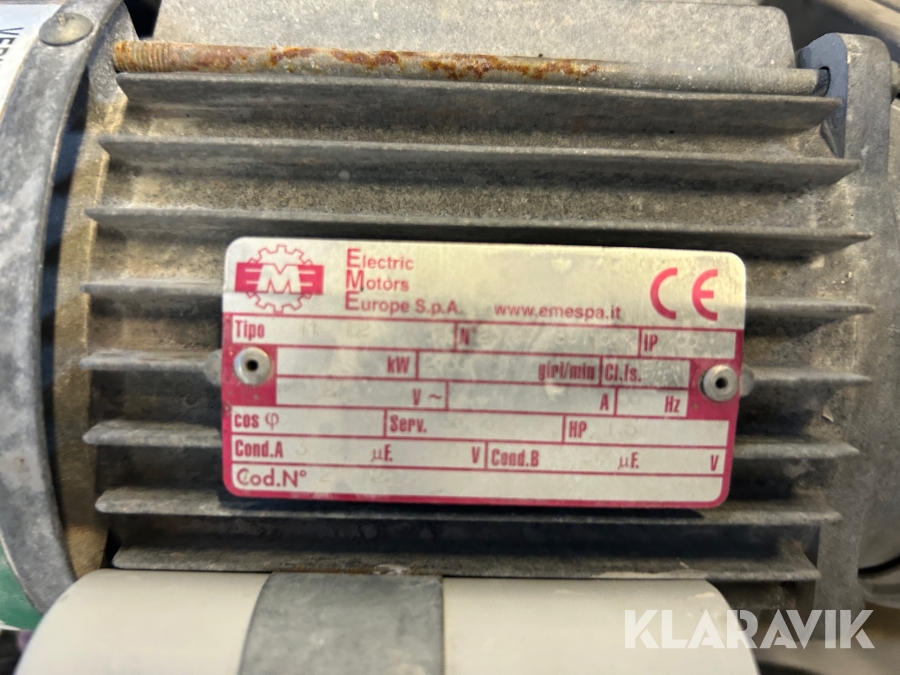 EME
Electric
Motors
Europe S.p.A.
www.emespa.it
CE
Tipo N° IP
kW giri/min Cl.Is.
V ~ A Hz
cos φ Serv. HP
Cond.A µF. V Cond.B µF. V
Cod.N°
KLARAVIK